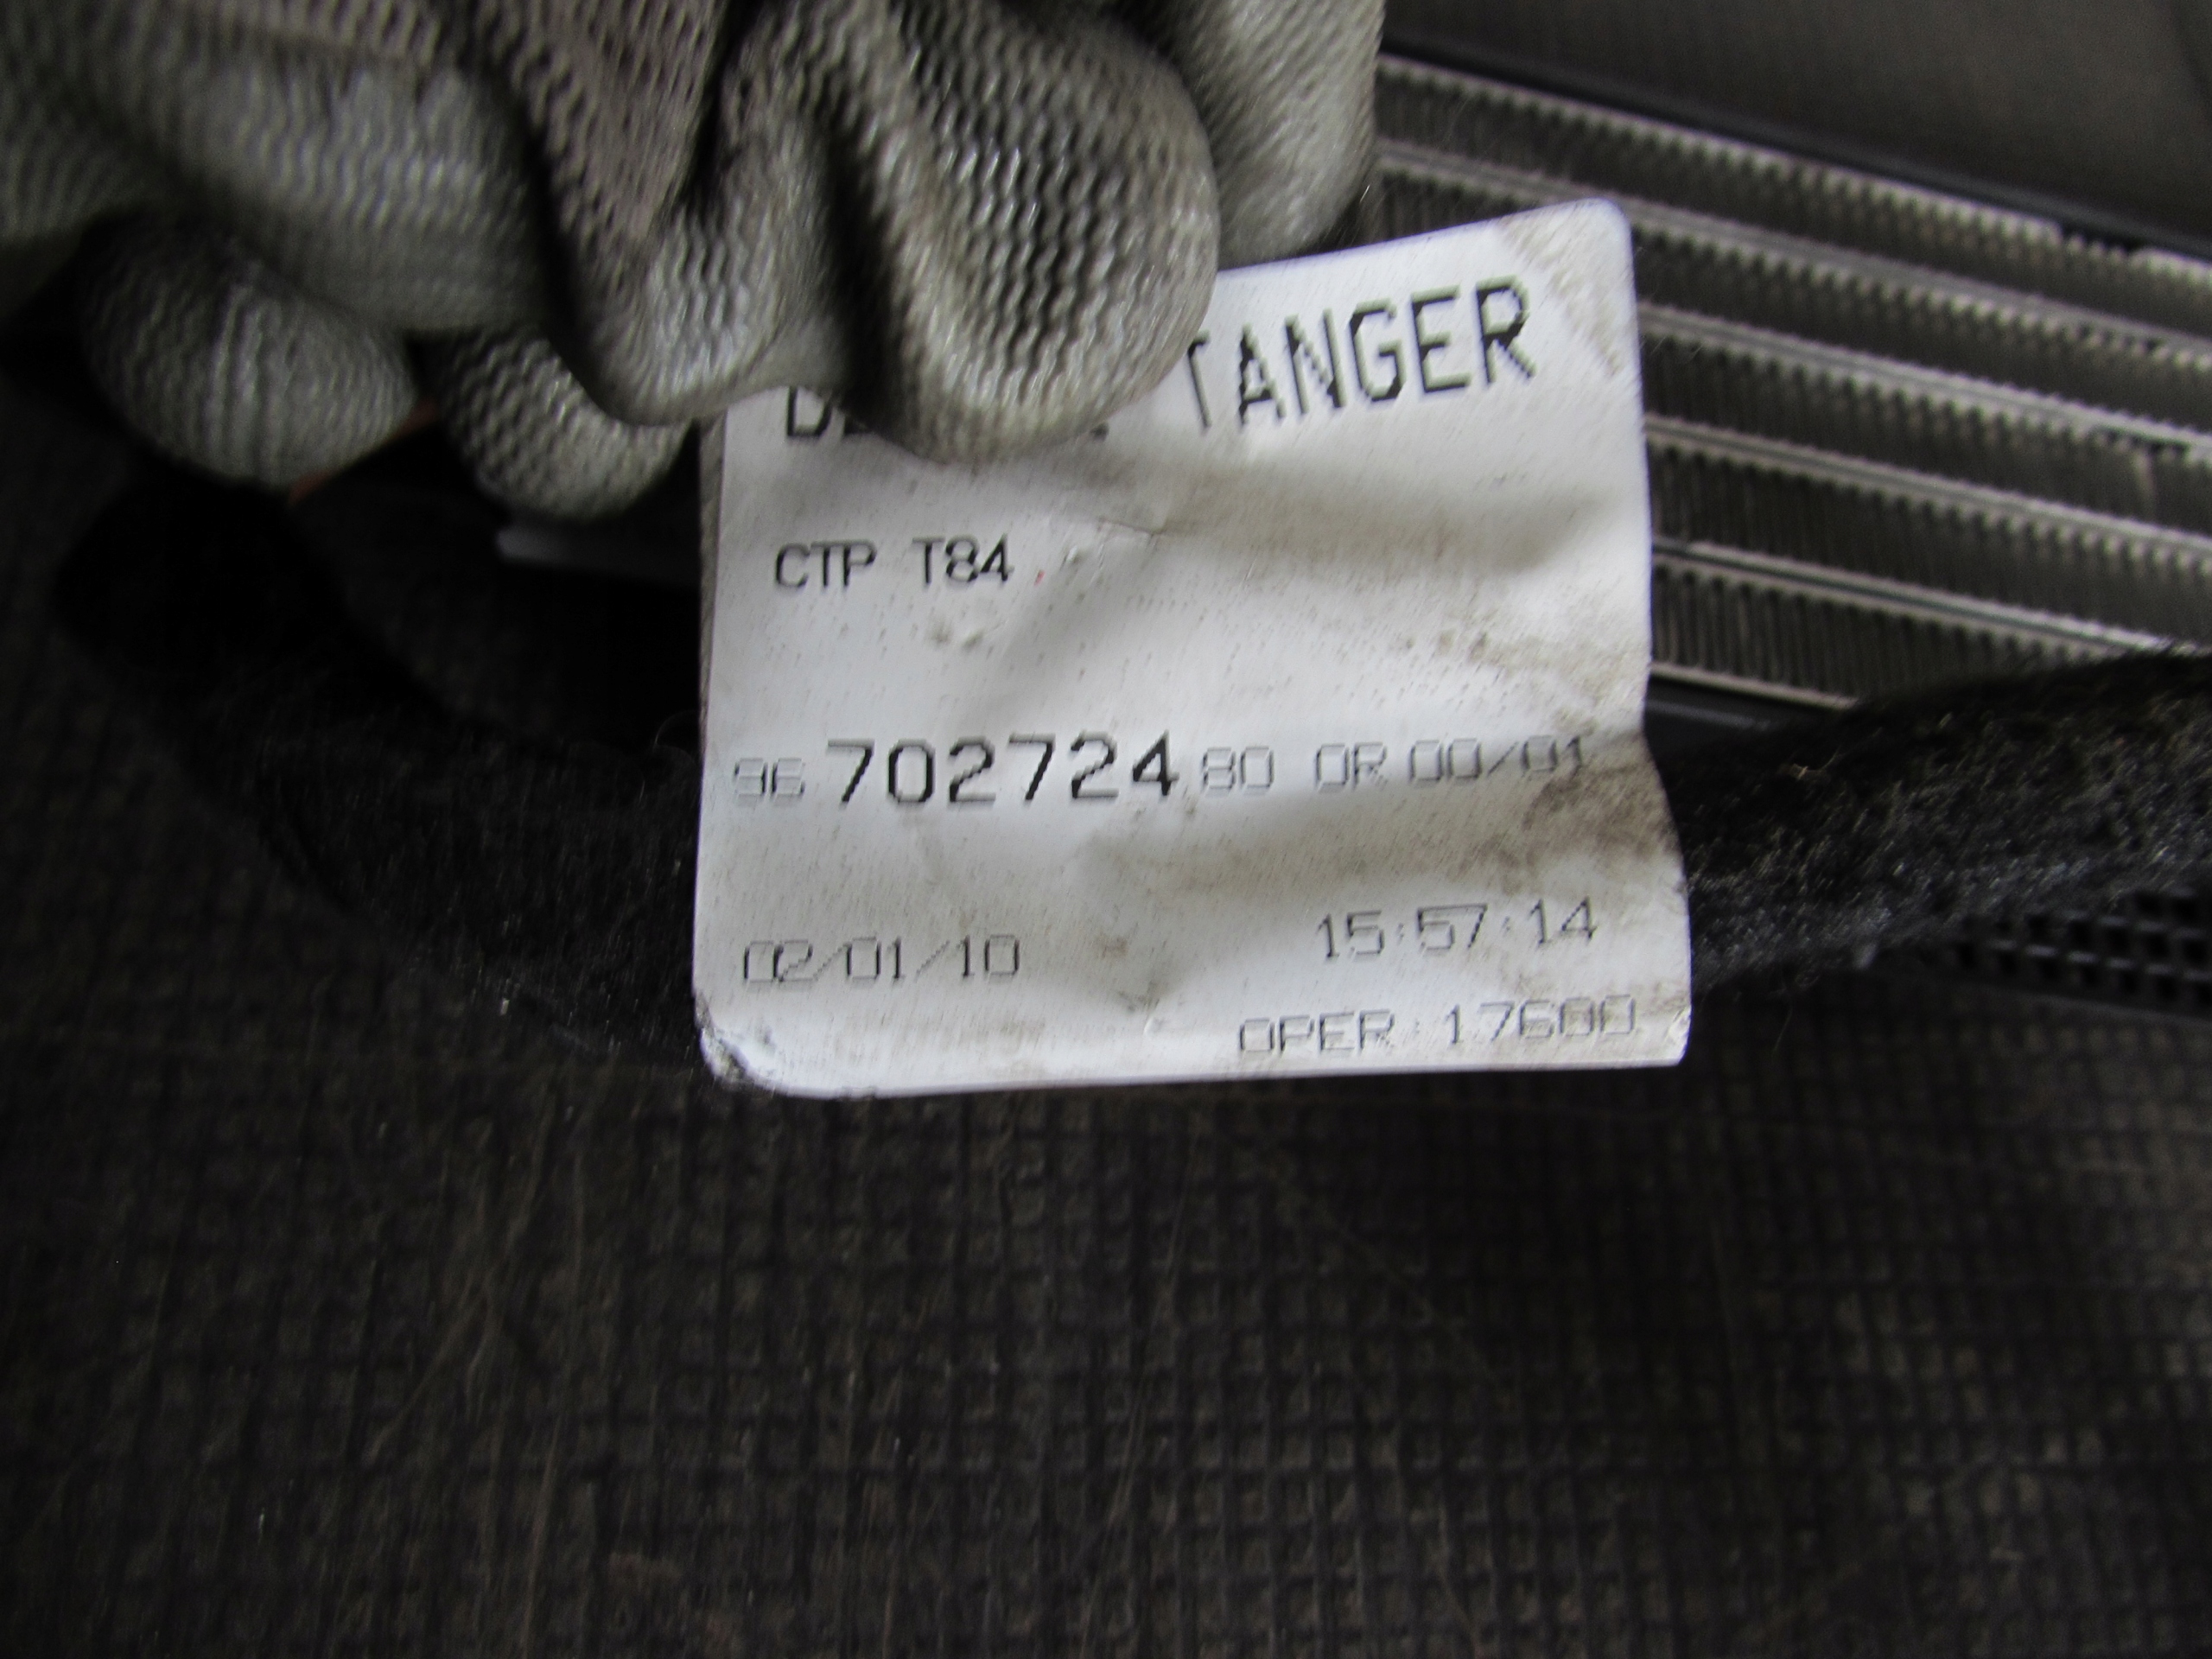 TANGER
CTP T84
96 702724 80 OR 00/01
02/01/10 15:57:14
OPER: 17600